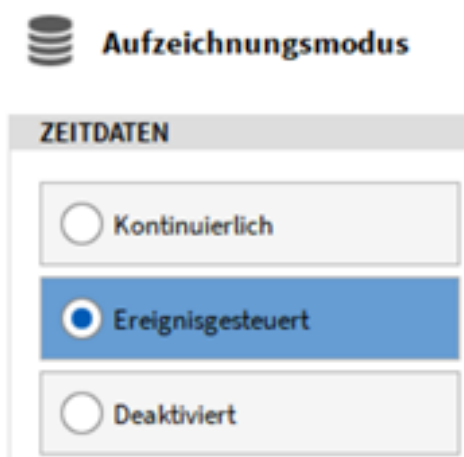 Aufzeichnungsmodus
ZEITDATEN
Kontinuierlich
Ereignisgesteuert
Deaktiviert